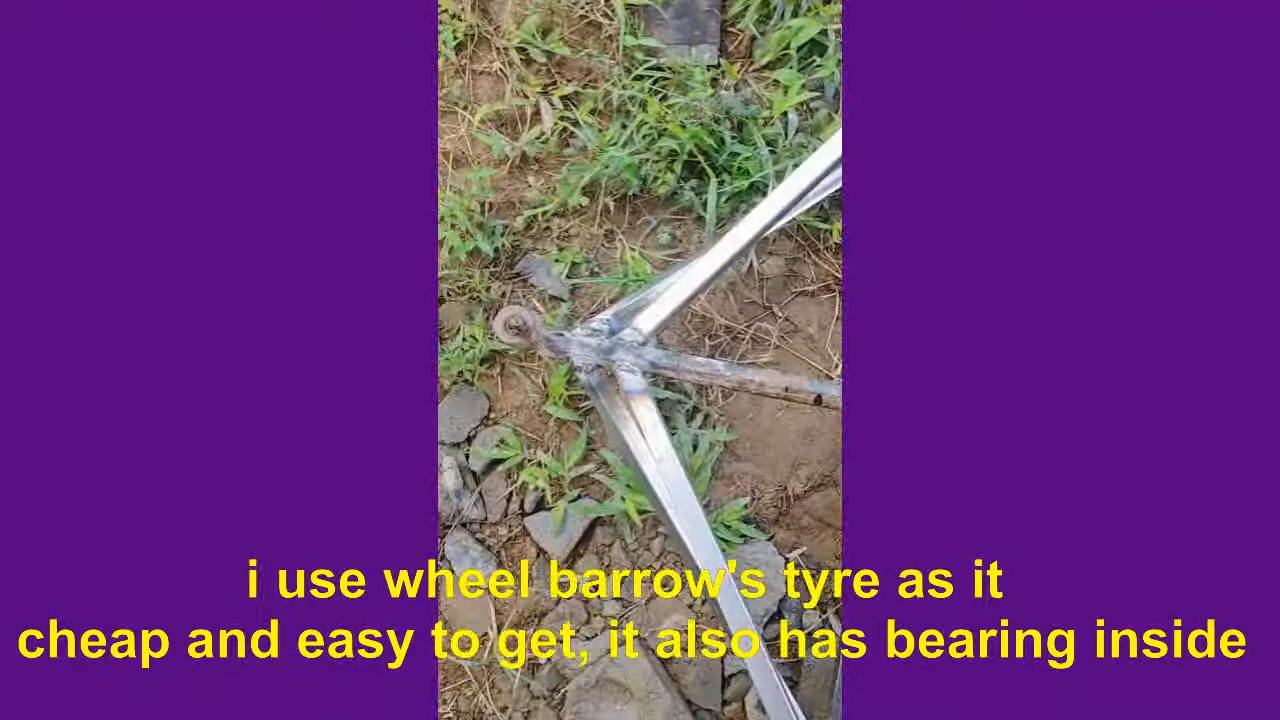 i use wheel barrow's tyre as it
cheap and easy to get, it also has bearing inside